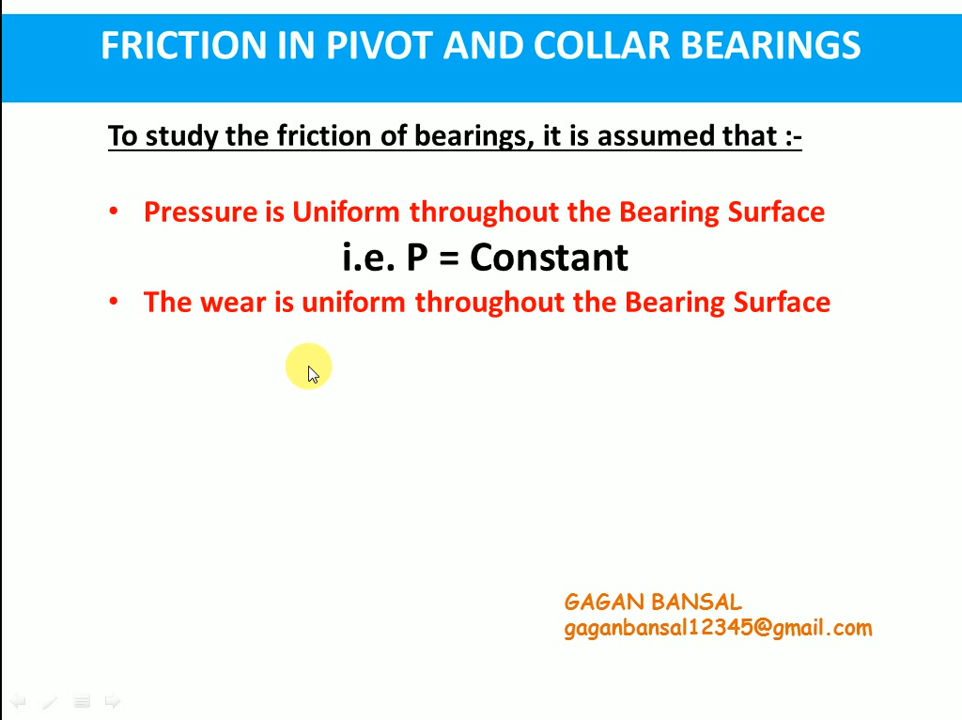 FRICTION IN PIVOT AND COLLAR BEARINGS
To study the friction of bearings, it is assumed that :-
• Pressure is Uniform throughout the Bearing Surface
i.e. P = Constant
• The wear is uniform throughout the Bearing Surface
GAGAN BANSAL
gaganbansal12345@gmail.com